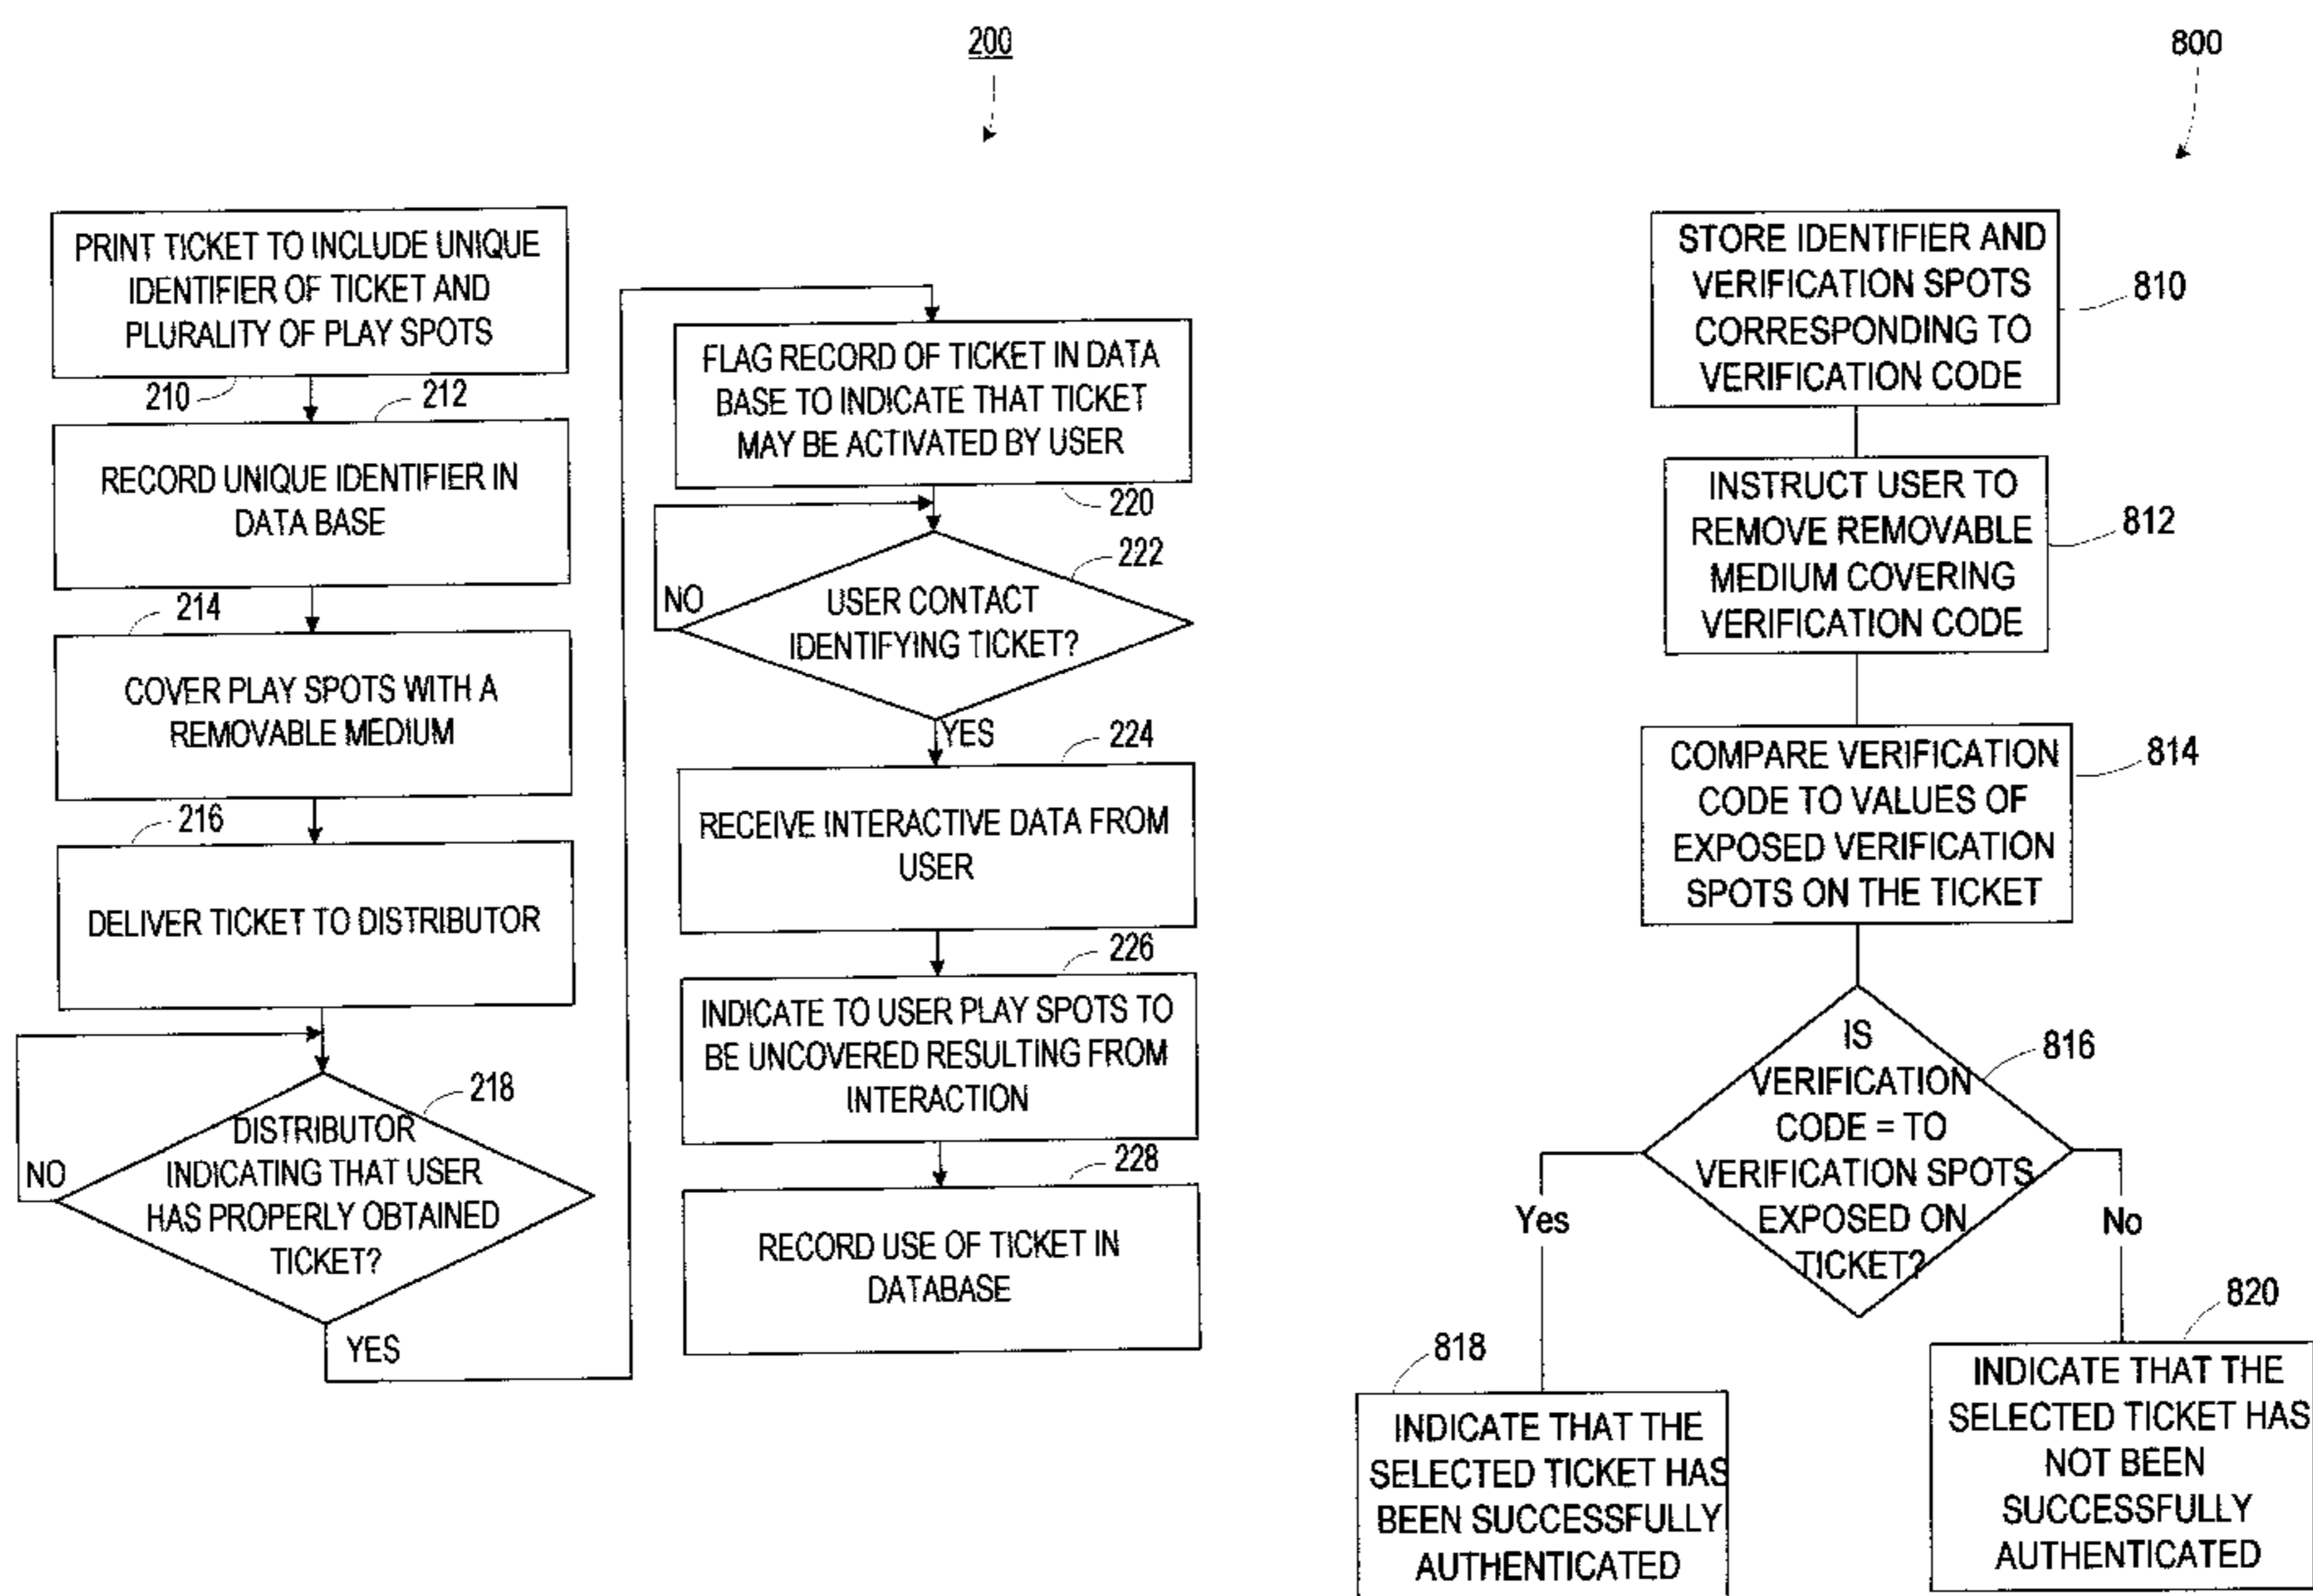 200
PRINT TICKET TO INCLUDE UNIQUE
IDENTIFIER OF TICKET AND
PLURALITY OF PLAY SPOTS
210
212
RECORD UNIQUE IDENTIFIER IN
DATA BASE
214
COVER PLAY SPOTS WITH A
REMOVABLE MEDIUM
216
DELIVER TICKET TO DISTRIBUTOR
218
DISTRIBUTOR
INDICATING THAT USER
HAS PROPERLY OBTAINED
TICKET?
NO
YES
FLAG RECORD OF TICKET IN DATA
BASE TO INDICATE THAT TICKET
MAY BE ACTIVATED BY USER
220
222
USER CONTACT
IDENTIFYING TICKET?
NO
YES
224
RECEIVE INTERACTIVE DATA FROM
USER
226
INDICATE TO USER PLAY SPOTS TO
BE UNCOVERED RESULTING FROM
INTERACTION
228
RECORD USE OF TICKET IN
DATABASE
800
STORE IDENTIFIER AND
VERIFICATION SPOTS
CORRESPONDING TO
VERIFICATION CODE
810
INSTRUCT USER TO
REMOVE REMOVABLE
MEDIUM COVERING
VERIFICATION CODE
812
COMPARE VERIFICATION
CODE TO VALUES OF
EXPOSED VERIFICATION
SPOTS ON THE TICKET
814
IS
VERIFICATION
CODE = TO
VERIFICATION SPOTS
EXPOSED ON
TICKET?
816
Yes
No
818
INDICATE THAT THE
SELECTED TICKET HAS
BEEN SUCCESSFULLY
AUTHENTICATED
820
INDICATE THAT THE
SELECTED TICKET HAS
NOT BEEN
SUCCESSFULLY
AUTHENTICATED